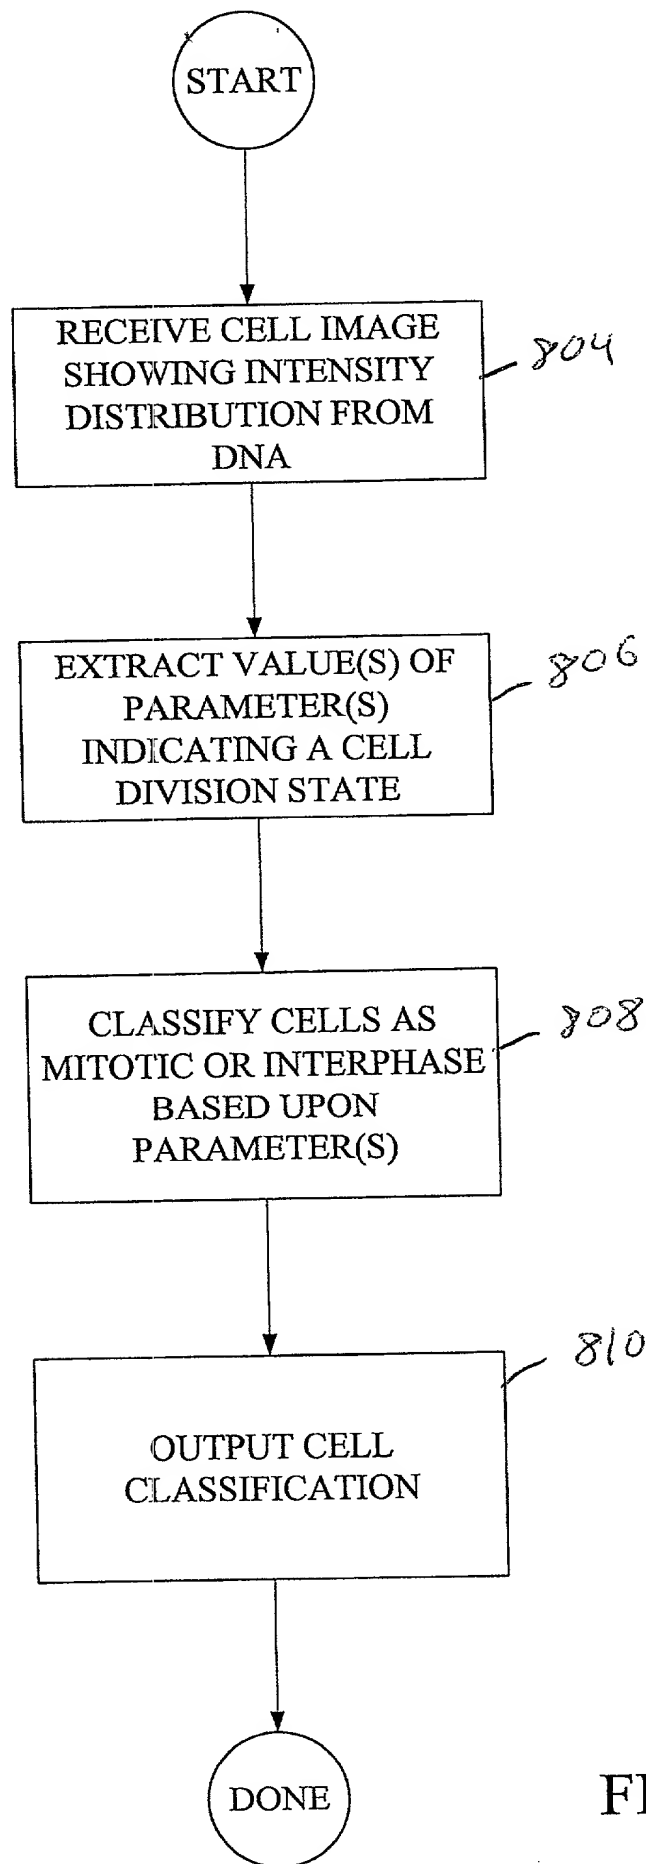 START
RECEIVE CELL IMAGE
SHOWING INTENSITY
DISTRIBUTION FROM
DNA
804
EXTRACT VALUE(S) OF
PARAMETER(S)
INDICATING A CELL
DIVISION STATE
806
CLASSIFY CELLS AS
MITOTIC OR INTERPHASE
BASED UPON
PARAMETER(S)
808
OUTPUT CELL
CLASSIFICATION
810
DONE